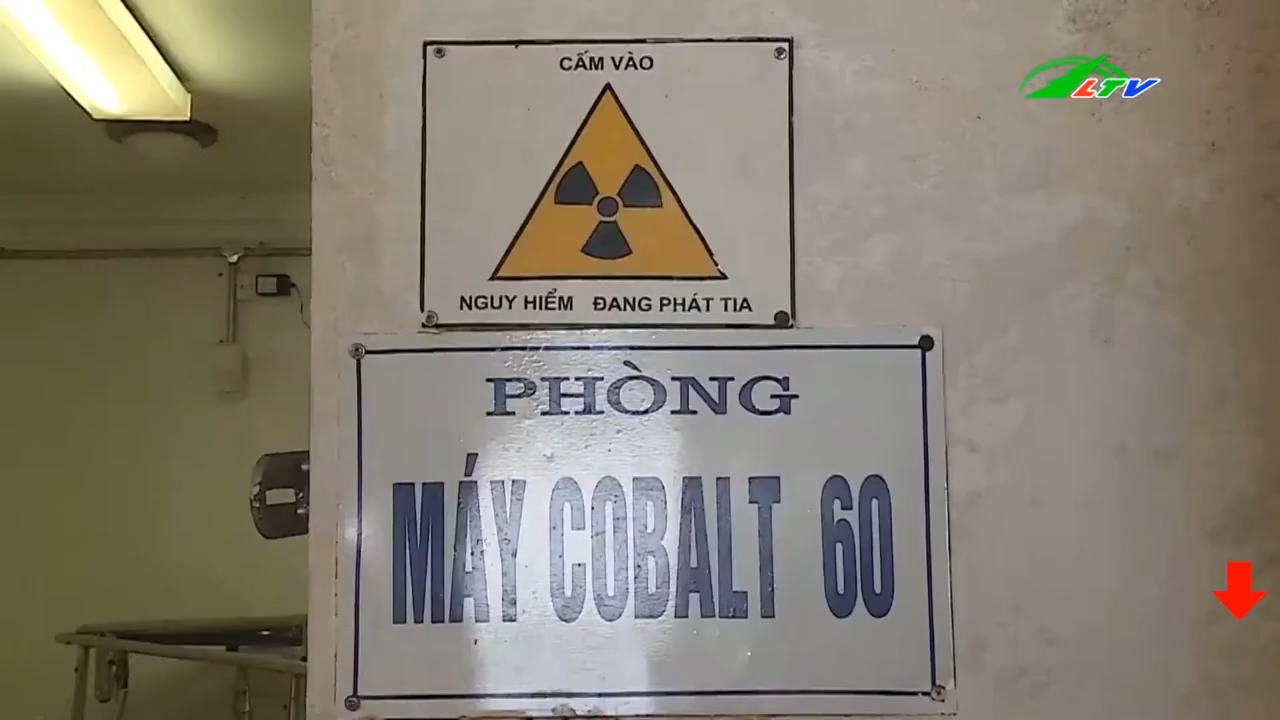 CẤM VÀO
LTV
NGUY HIỂM ĐANG PHÁT TIA
PHÒNG
MÁY COBALT 60